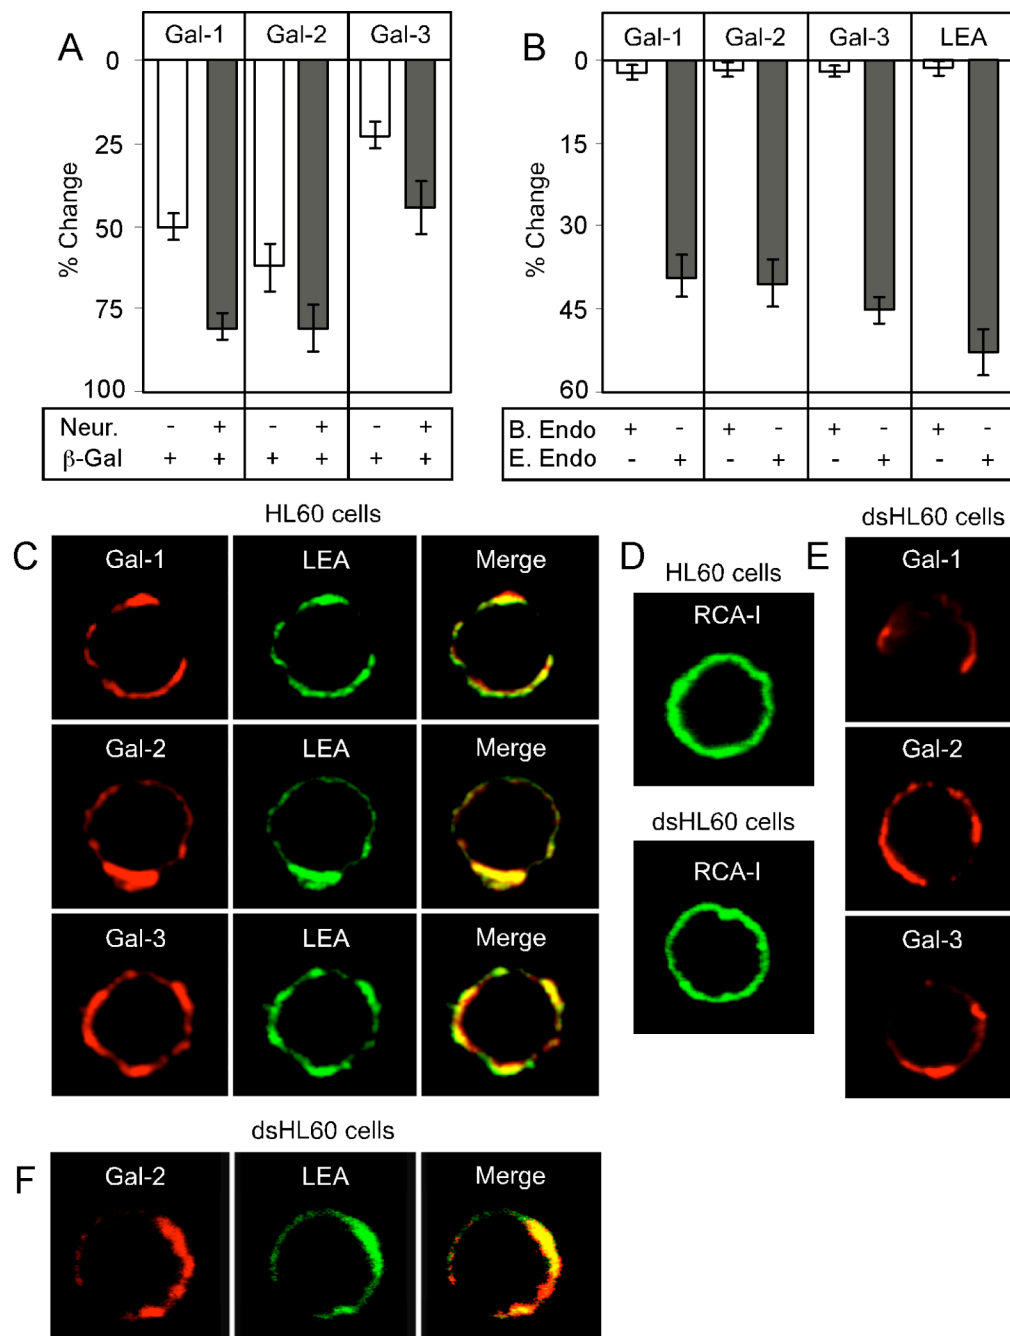 A
Gal-1 Gal-2 Gal-3
0
25
50
75
100
% Change
Neur. - + - + - +
β-Gal + + + + + +
B
Gal-1 Gal-2 Gal-3 LEA
0
15
30
45
60
% Change
B. Endo + - + - + - + -
E. Endo - + - + - + - +
HL60 cells
C
Gal-1 LEA Merge
Gal-2 LEA Merge
Gal-3 LEA Merge
D
HL60 cells
RCA-I
dsHL60 cells
RCA-I
dsHL60 cells
E
Gal-1
Gal-2
Gal-3
dsHL60 cells
F
Gal-2 LEA Merge